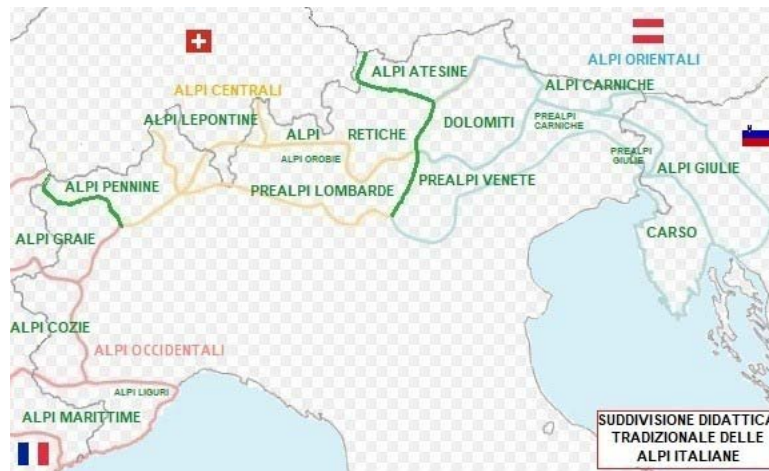 ALPI ORIENTALI
ALPI ATESINE
ALPI CENTRALI
ALPI CARNICHE
ALPI LEPONTINE
DOLOMITI
PREALPI
CARNICHE
ALPI RETICHE
ALPI OROBIE
PREALPI
GIULIE
ALPI GIULIE
ALPI PENNINE
PREALPI LOMBARDE
PREALPI VENETE
ALPI GRAIE
CARSO
ALPI COZIE
ALPI OCCIDENTALI
ALPI LIGURI
ALPI MARITTIME
SUDDIVISIONE DIDATTICA
TRADIZIONALE DELLE
ALPI ITALIANE